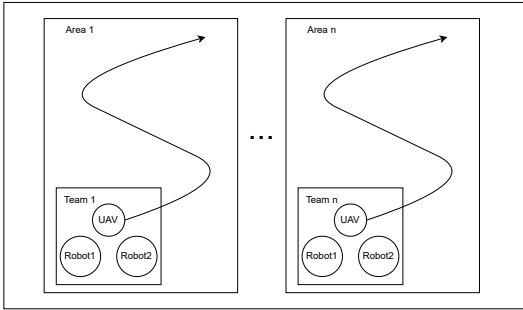 Area 1
Area n
...
Team 1
UAV
Robot1
Robot2
Team n
UAV
Robot1
Robot2